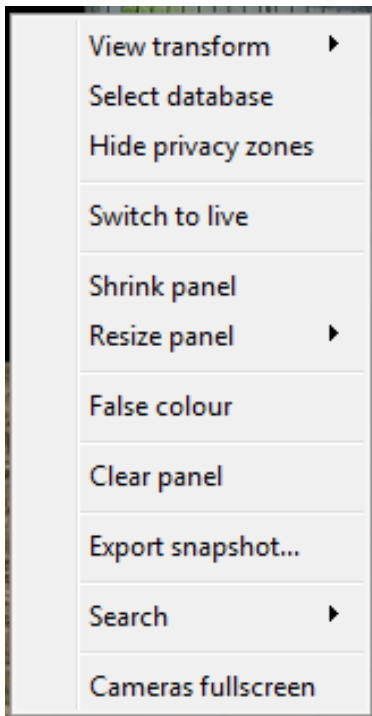 View transform
Select database
Hide privacy zones
Switch to live
Shrink panel
Resize panel
False colour
Clear panel
Export snapshot...
Search
Cameras fullscreen